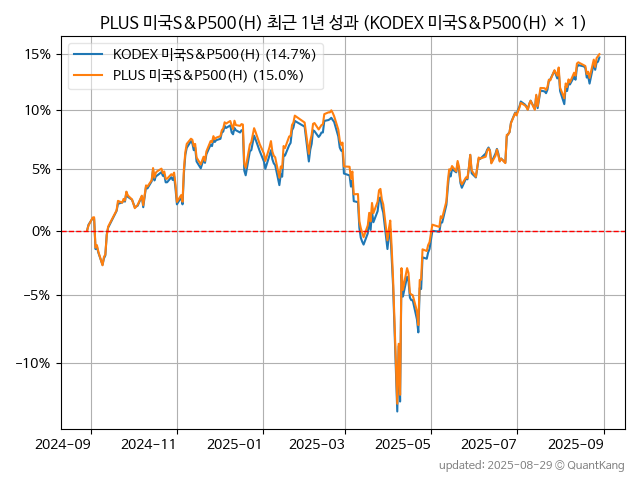 PLUS 미국S&P500(H) 최근 1년 성과 (KODEX 미국S&P500(H) × 1)
KODEX 미국S&P500(H) (14.7%)
PLUS 미국S&P500(H) (15.0%)
15%
10%
5%
0%
−5%
−10%
2024-09 2024-11 2025-01 2025-03 2025-05 2025-07 2025-09
updated: 2025-08-29 © QuantKang